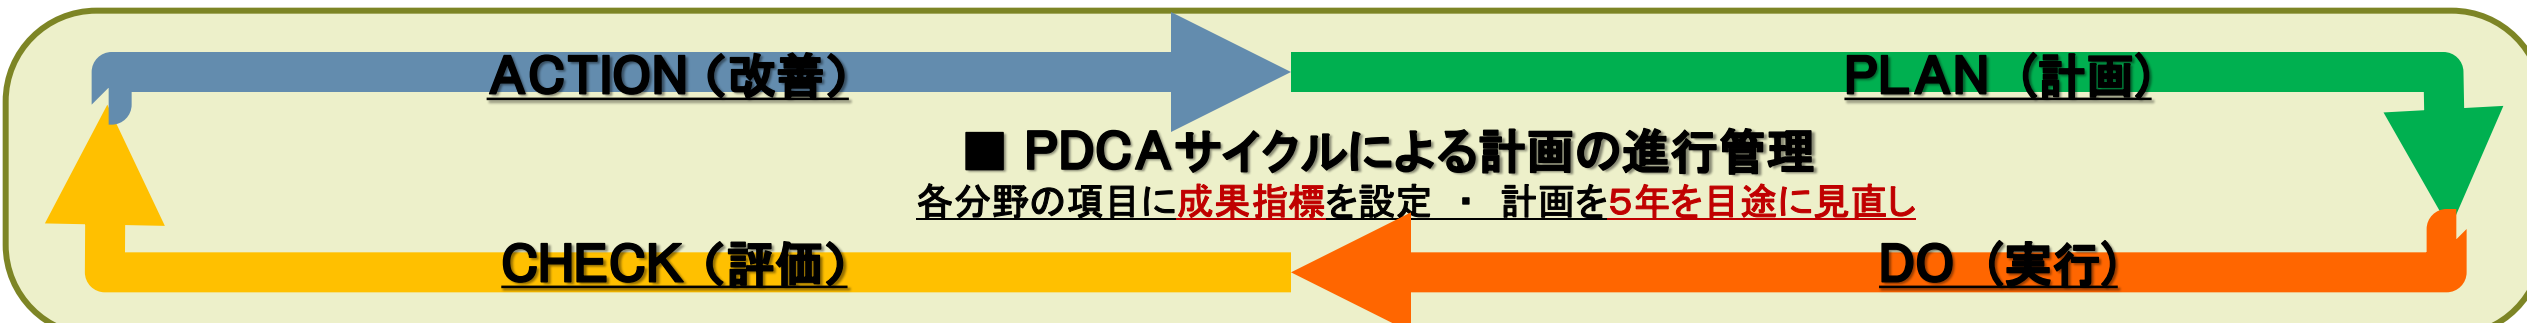 ACTION（改善）
PLAN （計画）
■ PDCAサイクルによる計画の進行管理
各分野の項目に成果指標を設定 ・ 計画を５年を目途に見直し
CHECK（評価）
DO （実行）